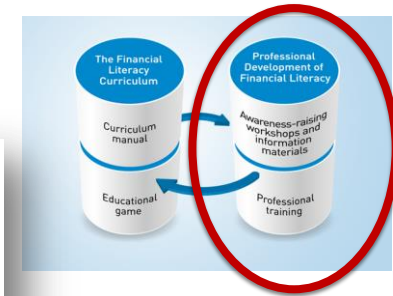 The Financial
Literacy
Curriculum
Curriculum
manual
Educational
game
Professional
Development of
Financial Literacy
Awareness-raising
workshops and
information
materials
Professional
training